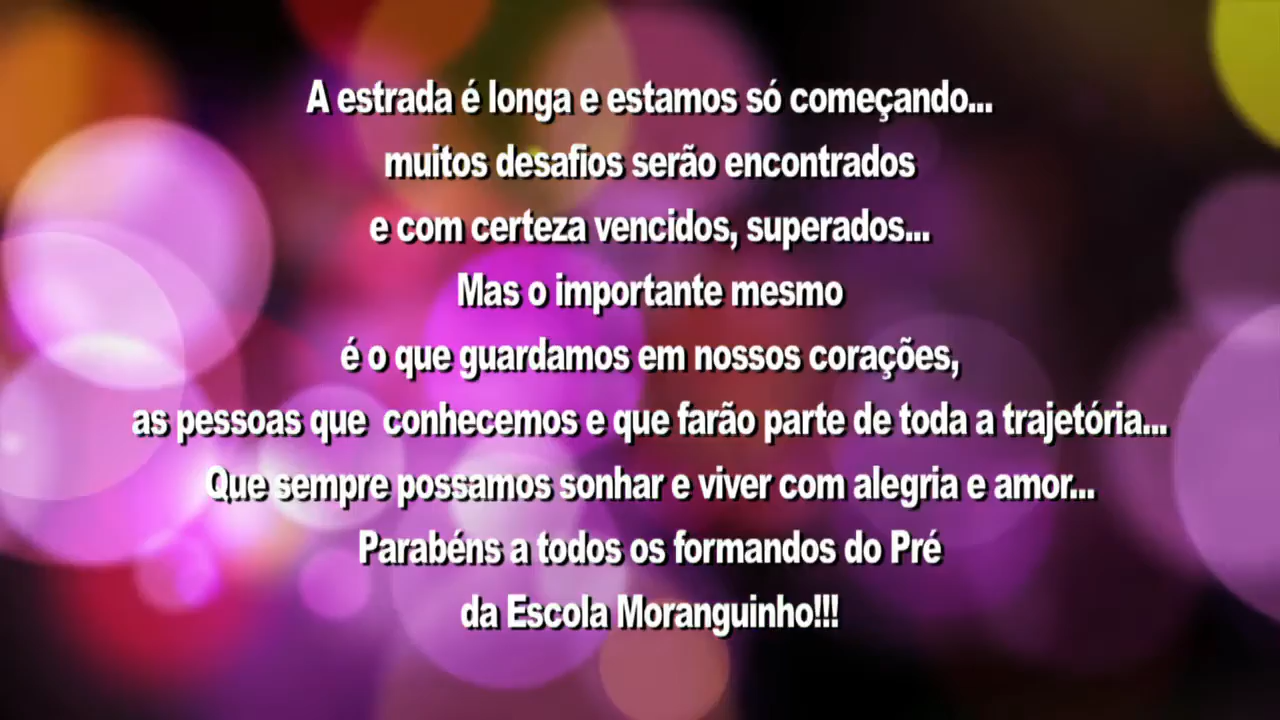 A estrada é longa e estamos só começando...
muitos desafios serão encontrados
e com certeza vencidos, superados...
Mas o importante mesmo
é o que guardamos em nossos corações,
as pessoas que  conhecemos e que farão parte de toda a trajetória...
Que sempre possamos sonhar e viver com alegria e amor...
Parabéns a todos os formandos do Pré
da Escola Moranguinho!!!